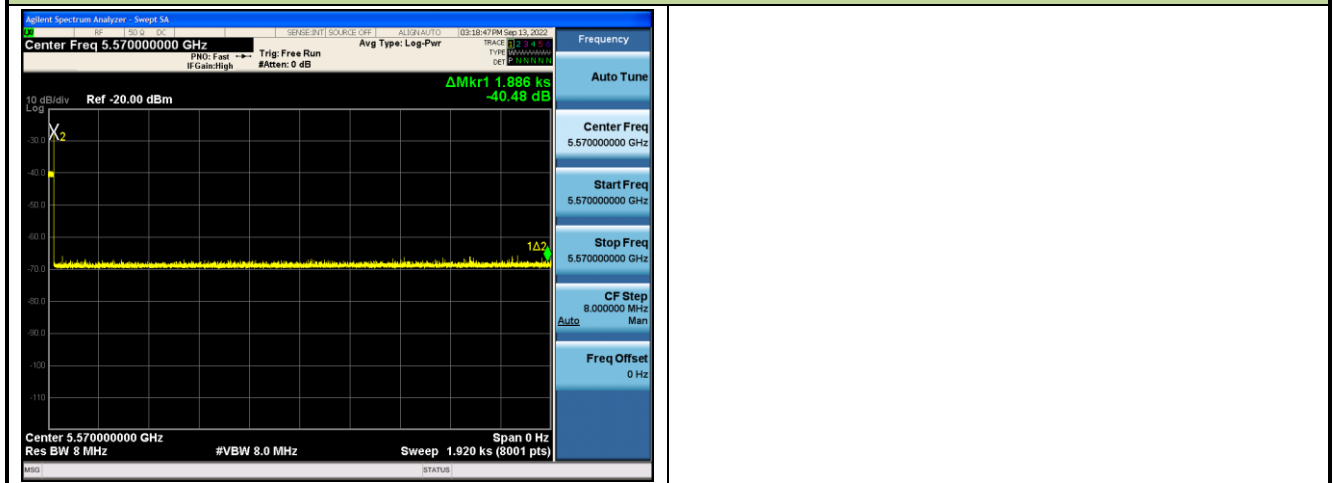 Agilent Spectrum Analyzer - Swept SA
RF 50 Ω DC SENSE:INT SOURCE OFF ALIGN AUTO 03:18:47 PM Sep 13, 2022
Center Freq 5.570000000 GHz Avg Type: Log-Pwr TRACE 1 2 3 4 5 6
PNO: Fast Trig: Free Run TYPE
IFGain:High #Atten: 0 dB DET P N N N N N
ΔMkr1 1.886 ks
-40.48 dB
10 dB/div Ref -20.00 dBm
Log
X2
-30.0
-40.0
-50.0
-60.0
1Δ2
-70.0
-80.0
-90.0
-100
-110
Center 5.570000000 GHz Span 0 Hz
Res BW 8 MHz #VBW 8.0 MHz Sweep 1.920 ks (8001 pts)
MSG STATUS
Frequency
Auto Tune
Center Freq
5.570000000 GHz
Start Freq
5.570000000 GHz
Stop Freq
5.570000000 GHz
CF Step
8.000000 MHz
Auto Man
Freq Offset
0 Hz